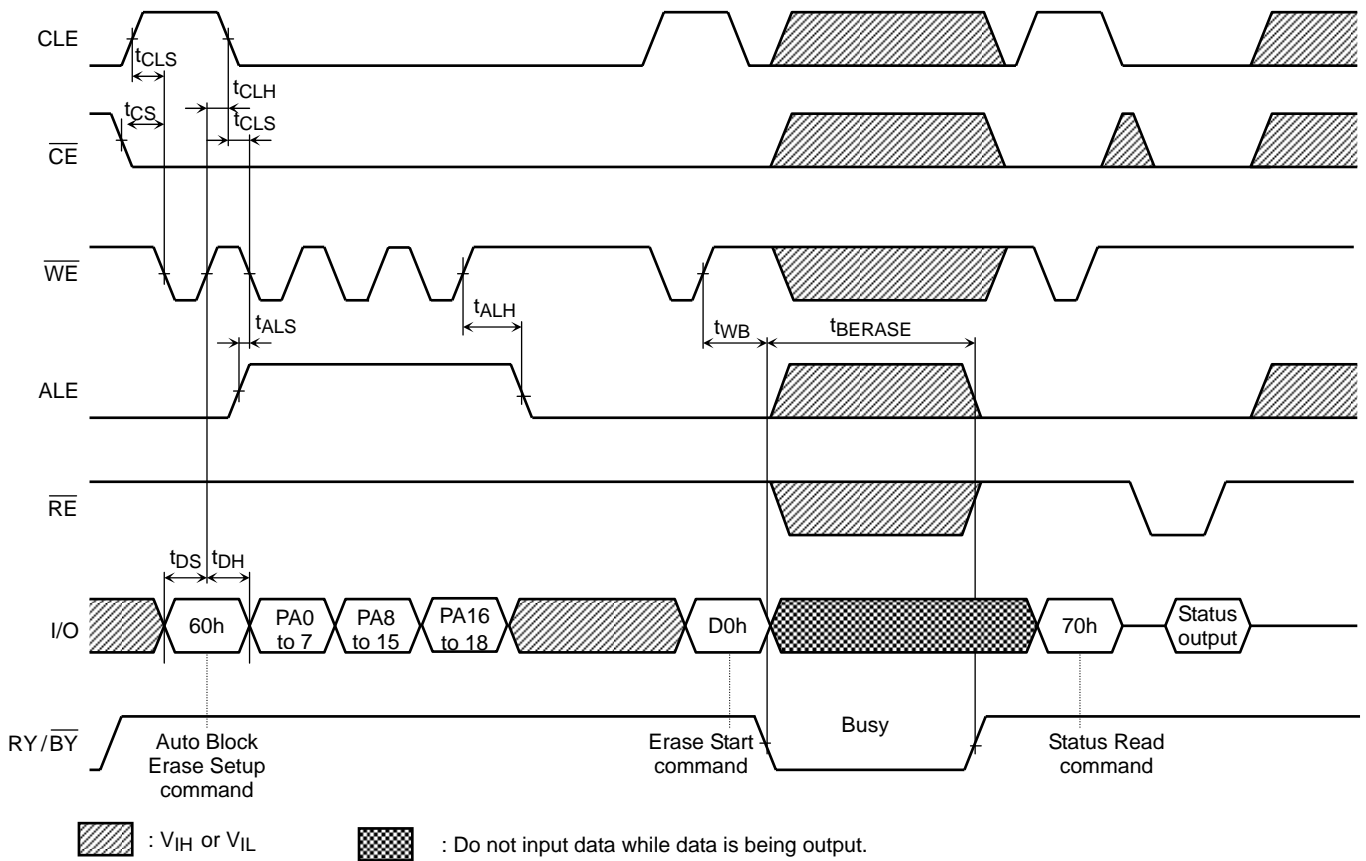 CLE
tCLS
tCLH
tCS
tCLS
CE
WE
tALS
tALH
tWB
tBERASE
ALE
RE
tDS
tDH
I/O
60h
PA0
to 7
PA8
to 15
PA16
to 18
D0h
70h
Status
output
RY/BY
Busy
Auto Block
Erase Setup
command
Erase Start
command
Status Read
command
: VIH or VIL
: Do not input data while data is being output.